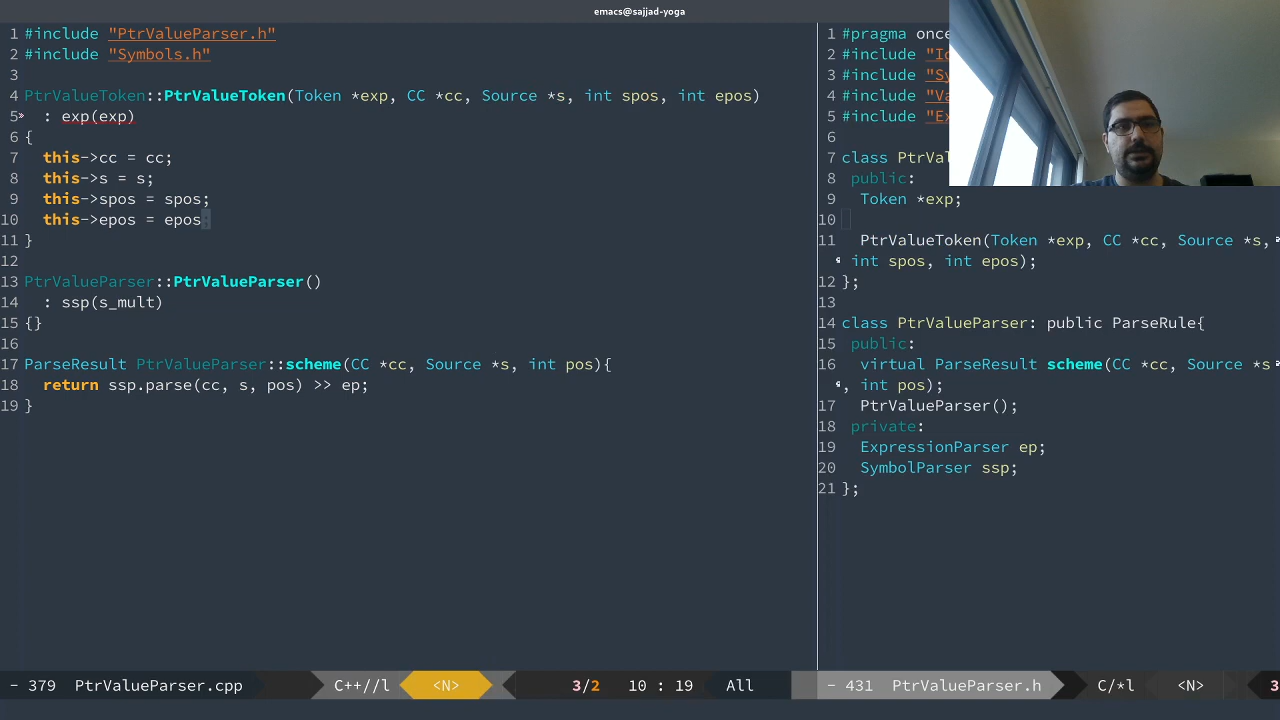 emacs@sajjad-yoga
1 #include "PtrValueParser.h"
2 #include "Symbols.h"
3
4 PtrValueToken::PtrValueToken(Token *exp, CC *cc, Source *s, int spos, int epos)
5 : exp(exp)
6 {
7 this->cc = cc;
8 this->s = s;
9 this->spos = spos;
10 this->epos = epos;
11 }
12
13 PtrValueParser::PtrValueParser()
14 : ssp(s_mult)
15 {}
16
17 ParseResult PtrValueParser::scheme(CC *cc, Source *s, int pos){
18 return ssp.parse(cc, s, pos) >> ep;
19 }
- 379 PtrValueParser.cpp C++//l <N> 3/2 10 : 19 All
1 #pragma once
2 #include
3 #include
4 #include
5 #include
6
7 class
8 public:
9 Token *exp;
10
11 PtrValueToken(Token *exp, CC *cc, Source *s,
int spos, int epos);
12 };
13
14 class PtrValueParser: public ParseRule{
15 public:
16 virtual ParseResult scheme(CC *cc, Source *s
, int pos);
17 PtrValueParser();
18 private:
19 ExpressionParser ep;
20 SymbolParser ssp;
21 };
- 431 PtrValueParser.h C/*l <N> 3